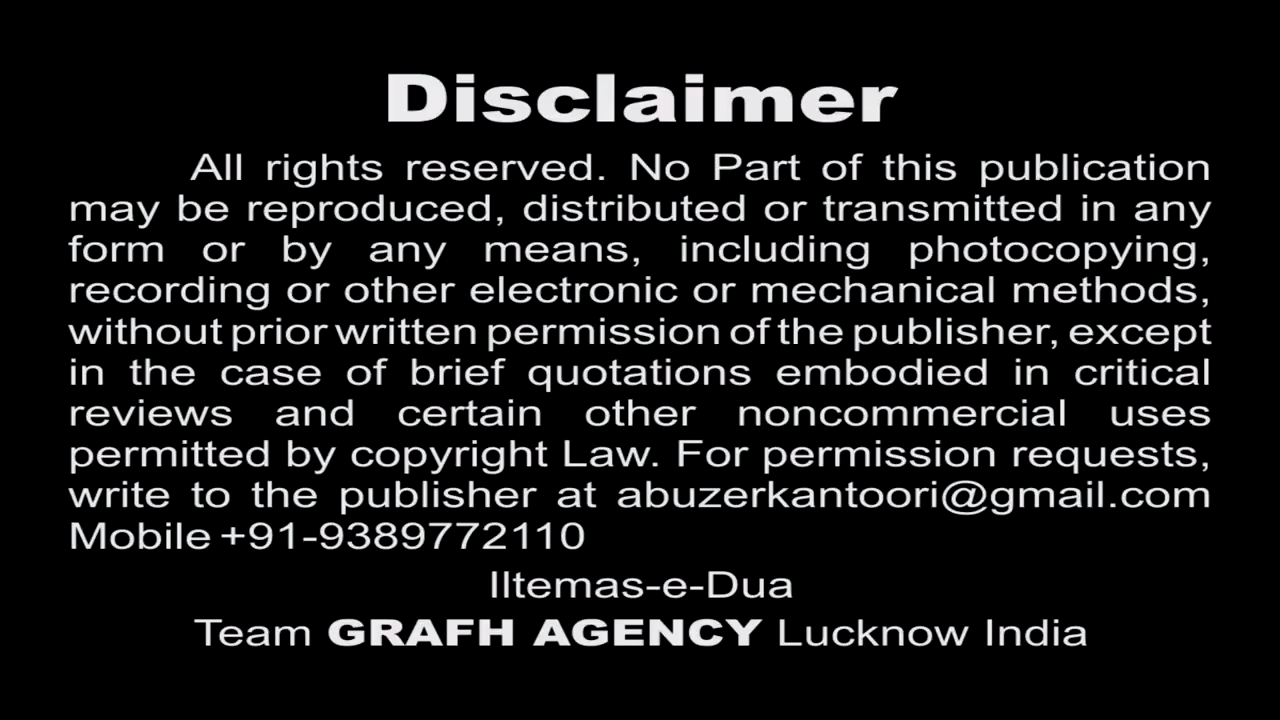 Disclaimer
All rights reserved. No Part of this publication
may be reproduced, distributed or transmitted in any
form or by any means, including photocopying,
recording or other electronic or mechanical methods,
without prior written permission of the publisher, except
in the case of brief quotations embodied in critical
reviews and certain other noncommercial uses
permitted by copyright Law. For permission requests,
write to the publisher at abuzerkantoori@gmail.com
Mobile +91-9389772110
IItemas-e-Dua
Team GRAFH AGENCY Lucknow India